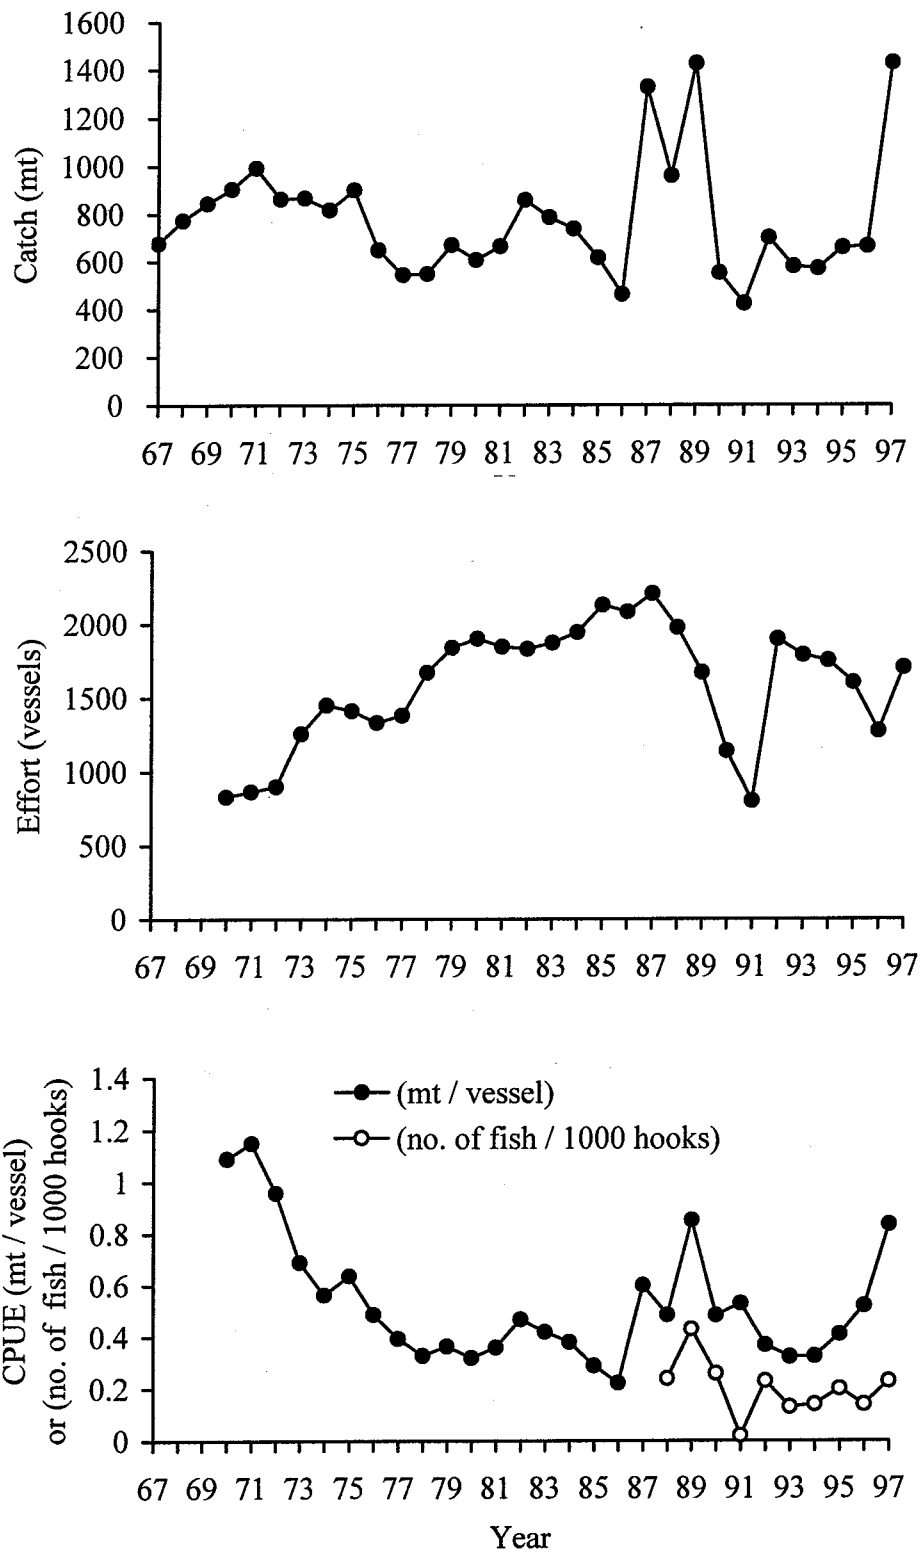 1600
1400
1200
1000
800
600
400
200
0
Catch (mt)
67 69 71 73 75 77 79 81 83 85 87 89 91 93 95 97
2500
2000
1500
1000
500
0
Effort (vessels)
67 69 71 73 75 77 79 81 83 85 87 89 91 93 95 97
1.4
1.2
1
0.8
0.6
0.4
0.2
0
CPUE (mt / vessel)
or (no. of fish / 1000 hooks)
(mt / vessel)
(no. of fish / 1000 hooks)
67 69 71 73 75 77 79 81 83 85 87 89 91 93 95 97
Year